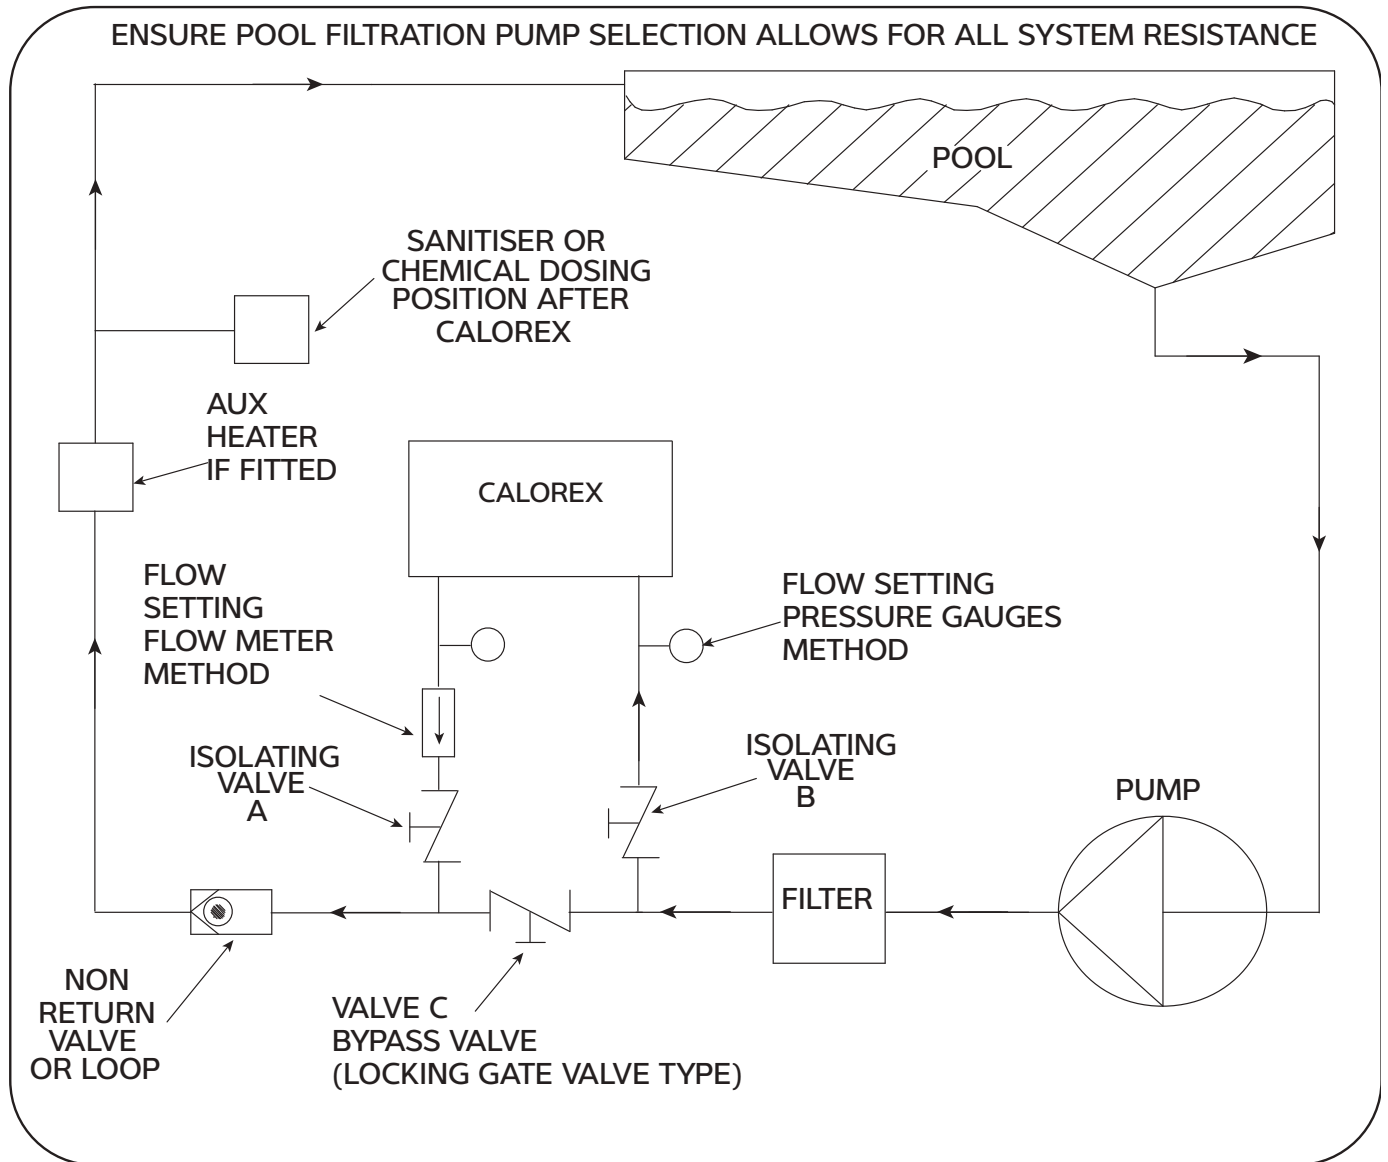 ENSURE POOL FILTRATION PUMP SELECTION ALLOWS FOR ALL SYSTEM RESISTANCE
POOL
SANITISER OR
CHEMICAL DOSING
POSITION AFTER
CALOREX
AUX
HEATER
IF FITTED
CALOREX
FLOW
SETTING
FLOW METER
METHOD
FLOW SETTING
PRESSURE GAUGES
METHOD
ISOLATING
VALVE
A
ISOLATING
VALVE
B
PUMP
FILTER
NON
RETURN
VALVE
OR LOOP
VALVE C
BYPASS VALVE
(LOCKING GATE VALVE TYPE)